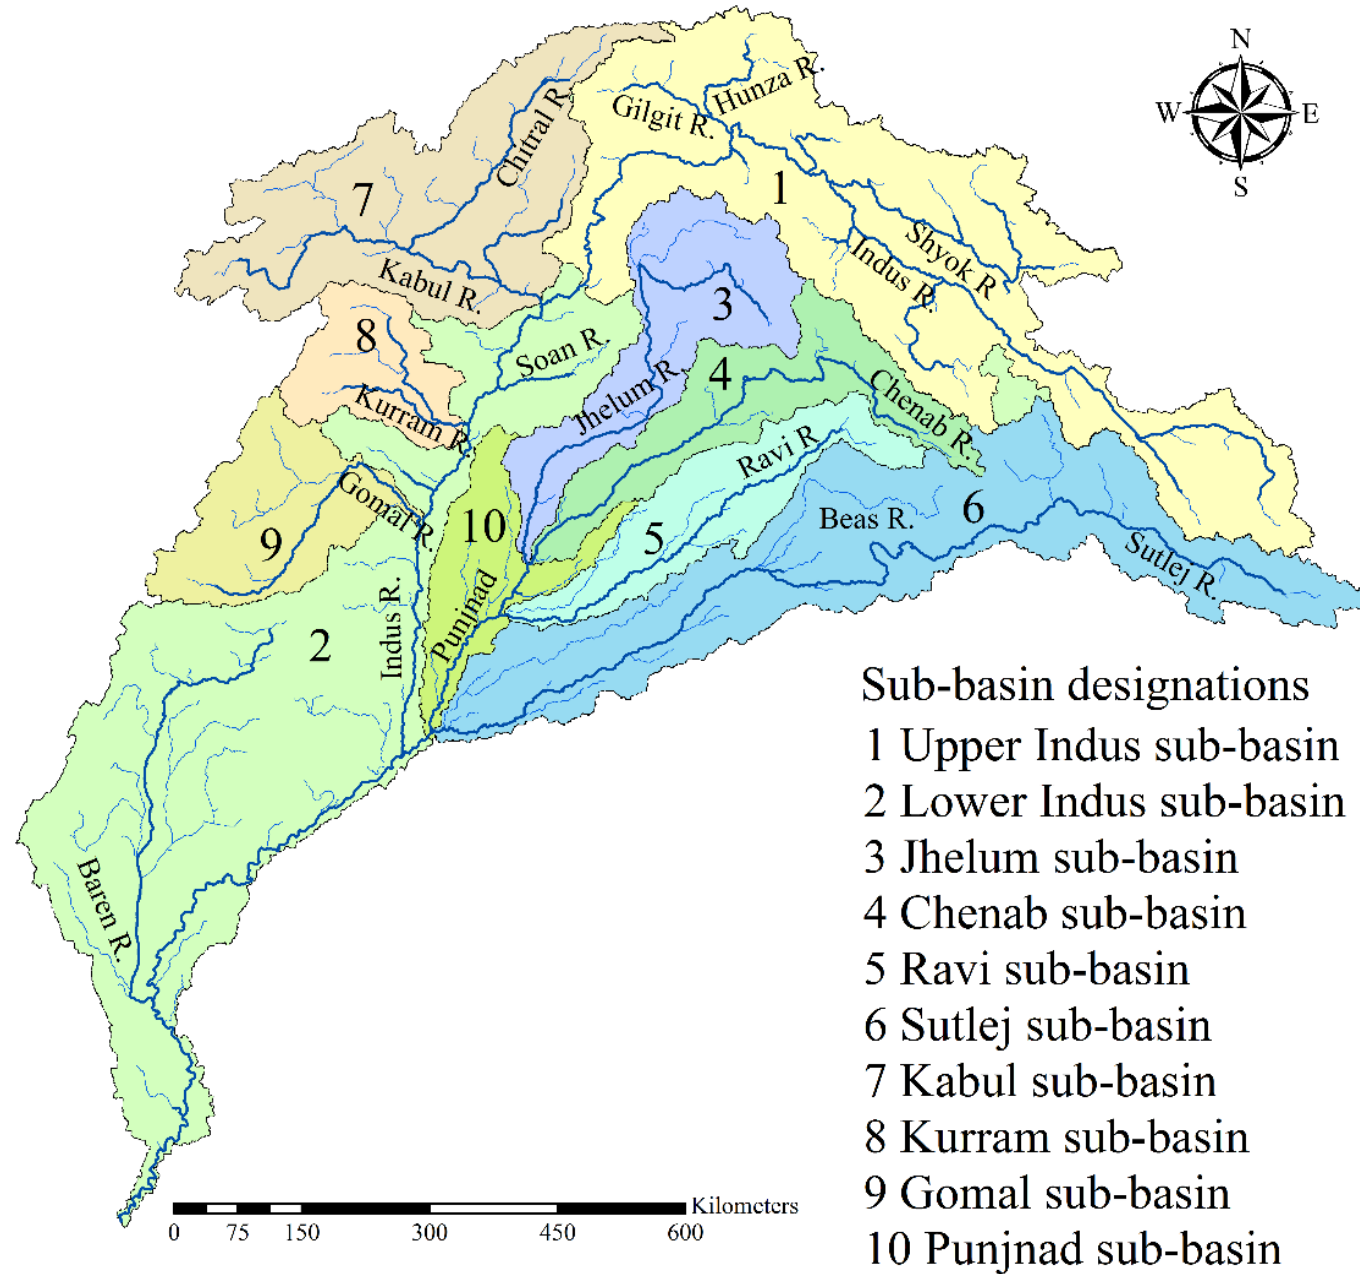 N
W
E
S
Hunza R.
Gilgit R.
Chitral R.
7
1
Shyok R
Indus R.
Kabul R.
3
8
Soan R.
4
Jhelum R.
Chenab R.
Kurram R.
Ravi R
Gomal R.
10
6
Beas R.
5
9
Sutlej R.
Indus R.
Punjnad
2
Baren R.
Sub-basin designations
1 Upper Indus sub-basin
2 Lower Indus sub-basin
3 Jhelum sub-basin
4 Chenab sub-basin
5 Ravi sub-basin
6 Sutlej sub-basin
7 Kabul sub-basin
8 Kurram sub-basin
9 Gomal sub-basin
10 Punjnad sub-basin
Kilometers
0 75 150 300 450 600